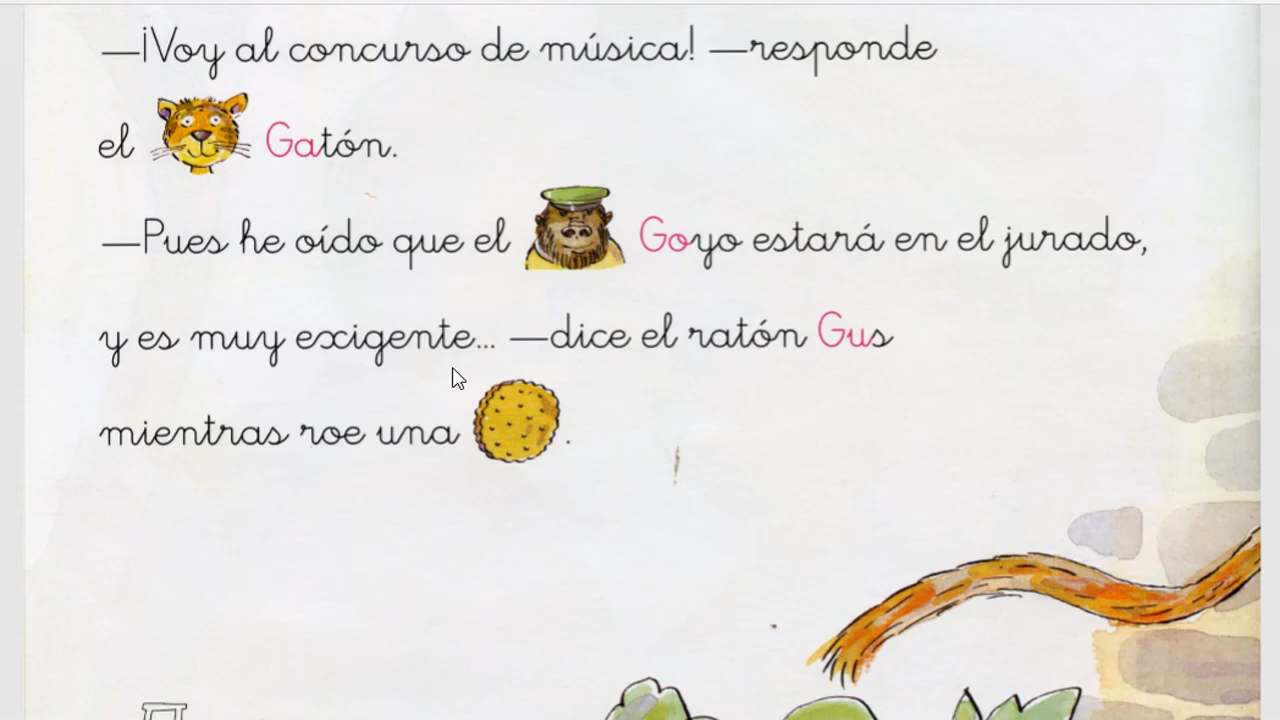 —¡Voy al concurso de música! —responde
el Gatón.
—Pues he oído que el Goyo estará en el jurado,
y es muy exigente... —dice el ratón Gus
mientras roe una .